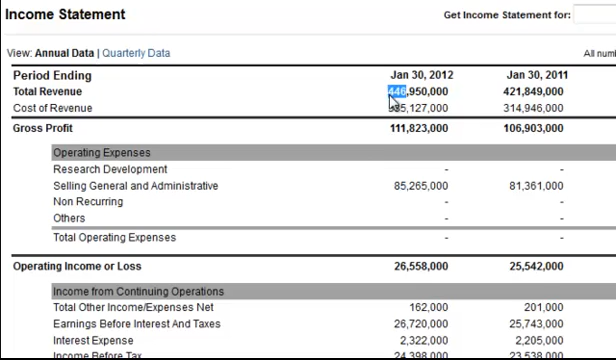 Income Statement Get Income Statement for:
View: Annual Data | Quarterly Data All num
Period Ending Jan 30, 2012 Jan 30, 2011
Total Revenue 446,950,000 421,849,000
Cost of Revenue 335,127,000 314,946,000
Gross Profit 111,823,000 106,903,000
Operating Expenses
Research Development - -
Selling General and Administrative 85,265,000 81,361,000
Non Recurring - -
Others - -
Total Operating Expenses - -
Operating Income or Loss 26,558,000 25,542,000
Income from Continuing Operations
Total Other Income/Expenses Net 162,000 201,000
Earnings Before Interest And Taxes 26,720,000 25,743,000
Interest Expense 2,322,000 2,205,000
Income Before Tax 24,398,000 23,538,000